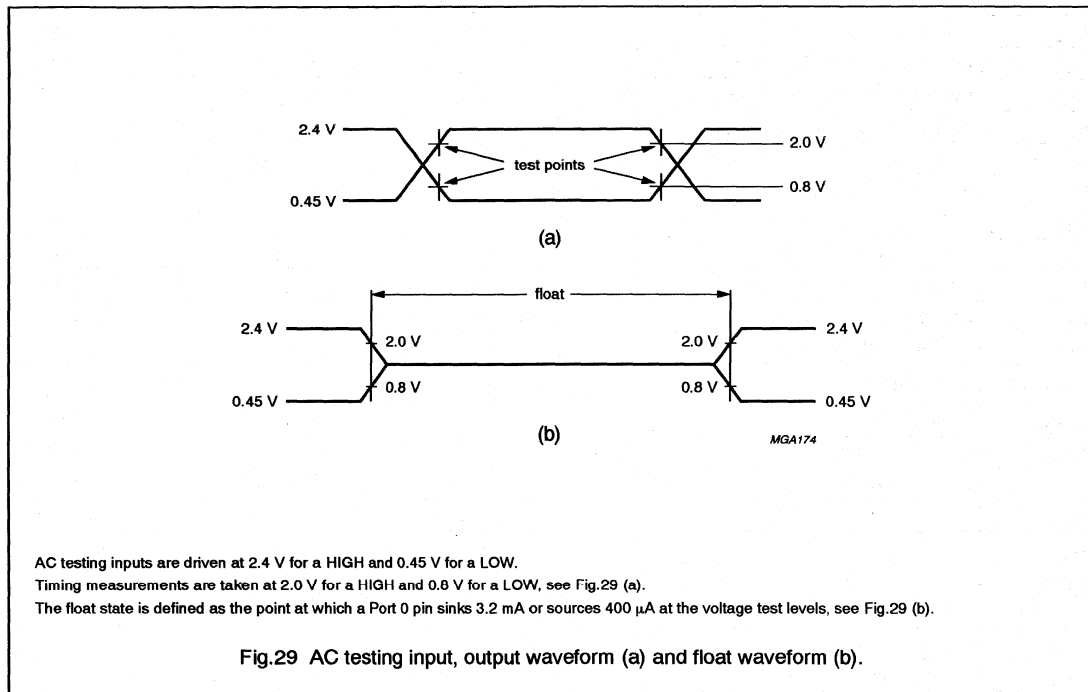 2.4 V
2.0 V
test points
0.8 V
0.45 V
(a)
float
2.4 V 2.0 V 2.0 V 2.4 V
0.8 V 0.8 V
0.45 V 0.45 V
(b)
MGA174
AC testing inputs are driven at 2.4 V for a HIGH and 0.45 V for a LOW.
Timing measurements are taken at 2.0 V for a HIGH and 0.8 V for a LOW, see Fig.29 (a).
The float state is defined as the point at which a Port 0 pin sinks 3.2 mA or sources 400 μA at the voltage test levels, see Fig.29 (b).
Fig.29 AC testing input, output waveform (a) and float waveform (b).